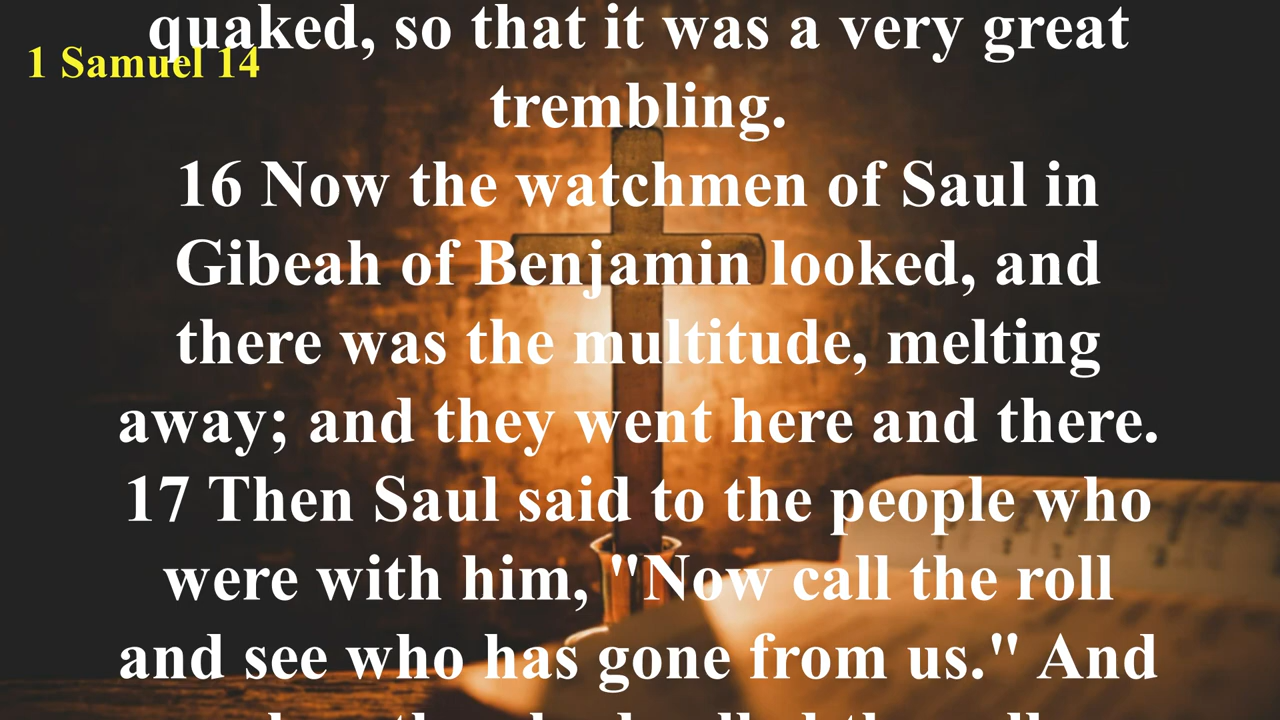 quaked, so that it was a very great
1 Samuel 14
trembling.
16 Now the watchmen of Saul in
Gibeah of Benjamin looked, and
there was the multitude, melting
away; and they went here and there.
17 Then Saul said to the people who
were with him, "Now call the roll
and see who has gone from us." And